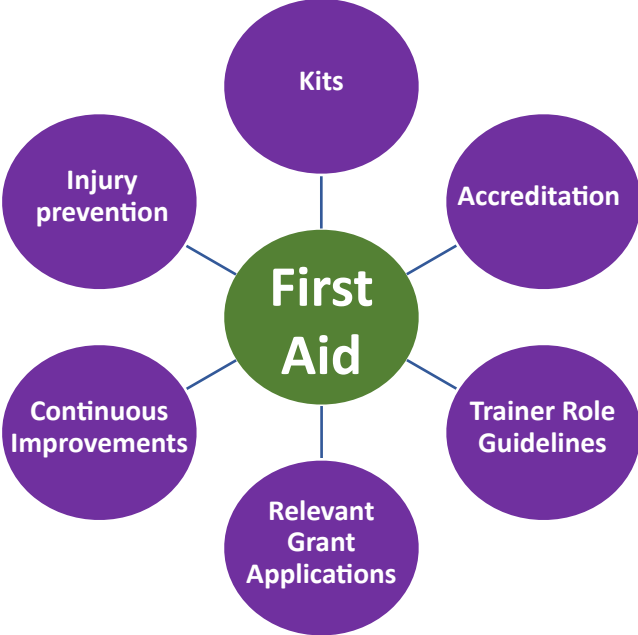 Kits
Accreditation
Trainer Role
Guidelines
Relevant
Grant
Applications
Continuous
Improvements
Injury
prevention
First
Aid